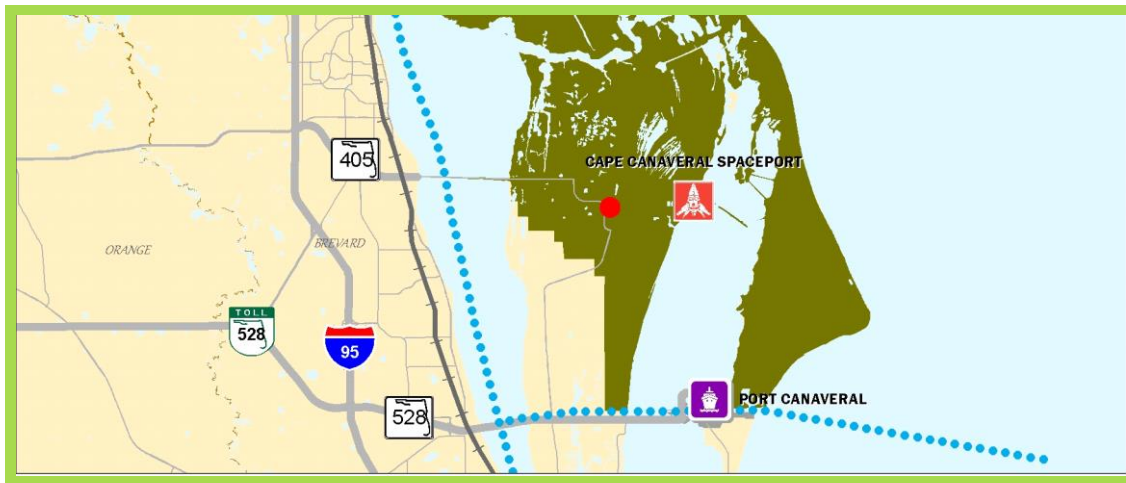 405
CAPE CANAVERAL SPACEPORT
ORANGE
BREVARD
TOLL
528
95
528
PORT CANAVERAL